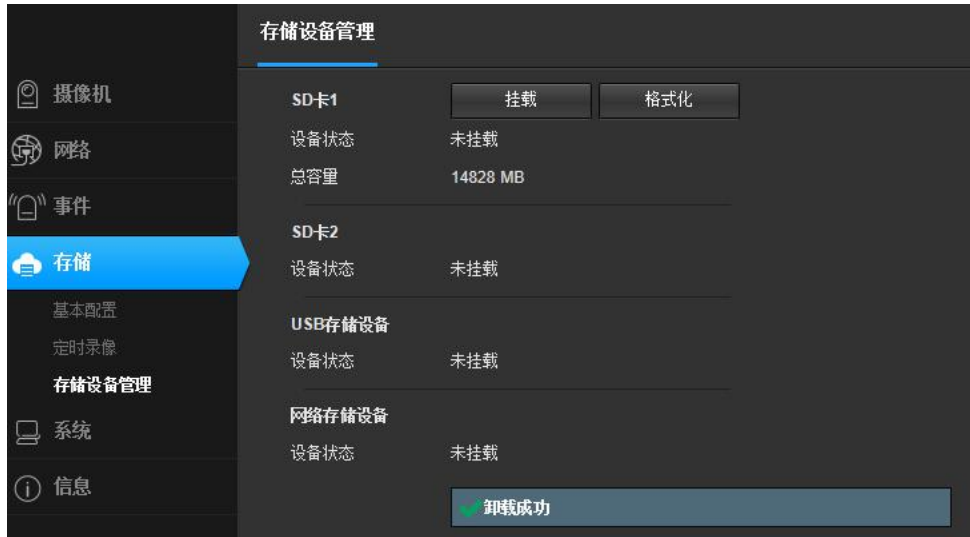 存储设备管理
摄像机
网络
事件
存储
基本配置
定时录像
存储设备管理
系统
信息
SD卡1 挂载 格式化
设备状态 未挂载
总容量 14828 MB
SD卡2
设备状态 未挂载
USB存储设备
设备状态 未挂载
网络存储设备
设备状态 未挂载
卸载成功